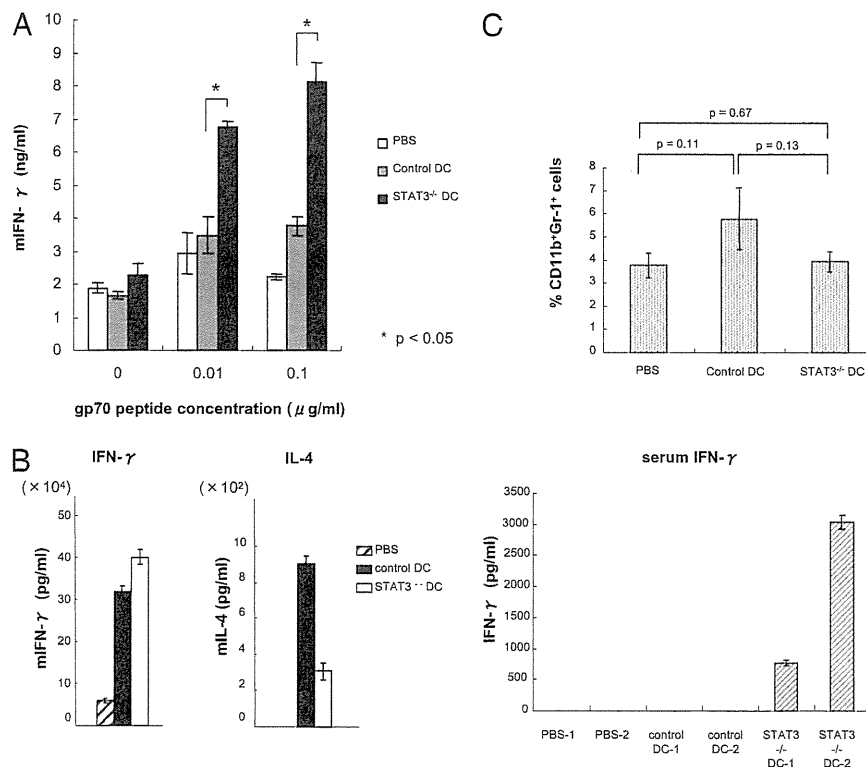 A
mIFN- γ (ng/ml)
10
9
8
7
6
5
4
3
2
1
0
*
*
PBS
Control DC
STAT3-/- DC
* p < 0.05
0 0.01 0.1
gp70 peptide concentration (μ g/ml)
C
% CD11b+Gr-1+ cells
8
7
6
5
4
3
2
1
0
p = 0.67
p = 0.11
p = 0.13
PBS Control DC STAT3-/- DC
B
IFN-γ
(×10⁴)
mIFN-γ (pg/ml)
50
40
30
20
10
0
IL-4
(×10²)
mIL-4 (pg/ml)
10
8
6
4
2
0
PBS
control DC
STAT3 -- DC
serum IFN-γ
IFN-γ (pg/ml)
3500
3000
2500
2000
1500
1000
500
0
PBS-1 PBS-2 control DC-1 control DC-2 STAT3 -/- DC-1 STAT3 -/- DC-2